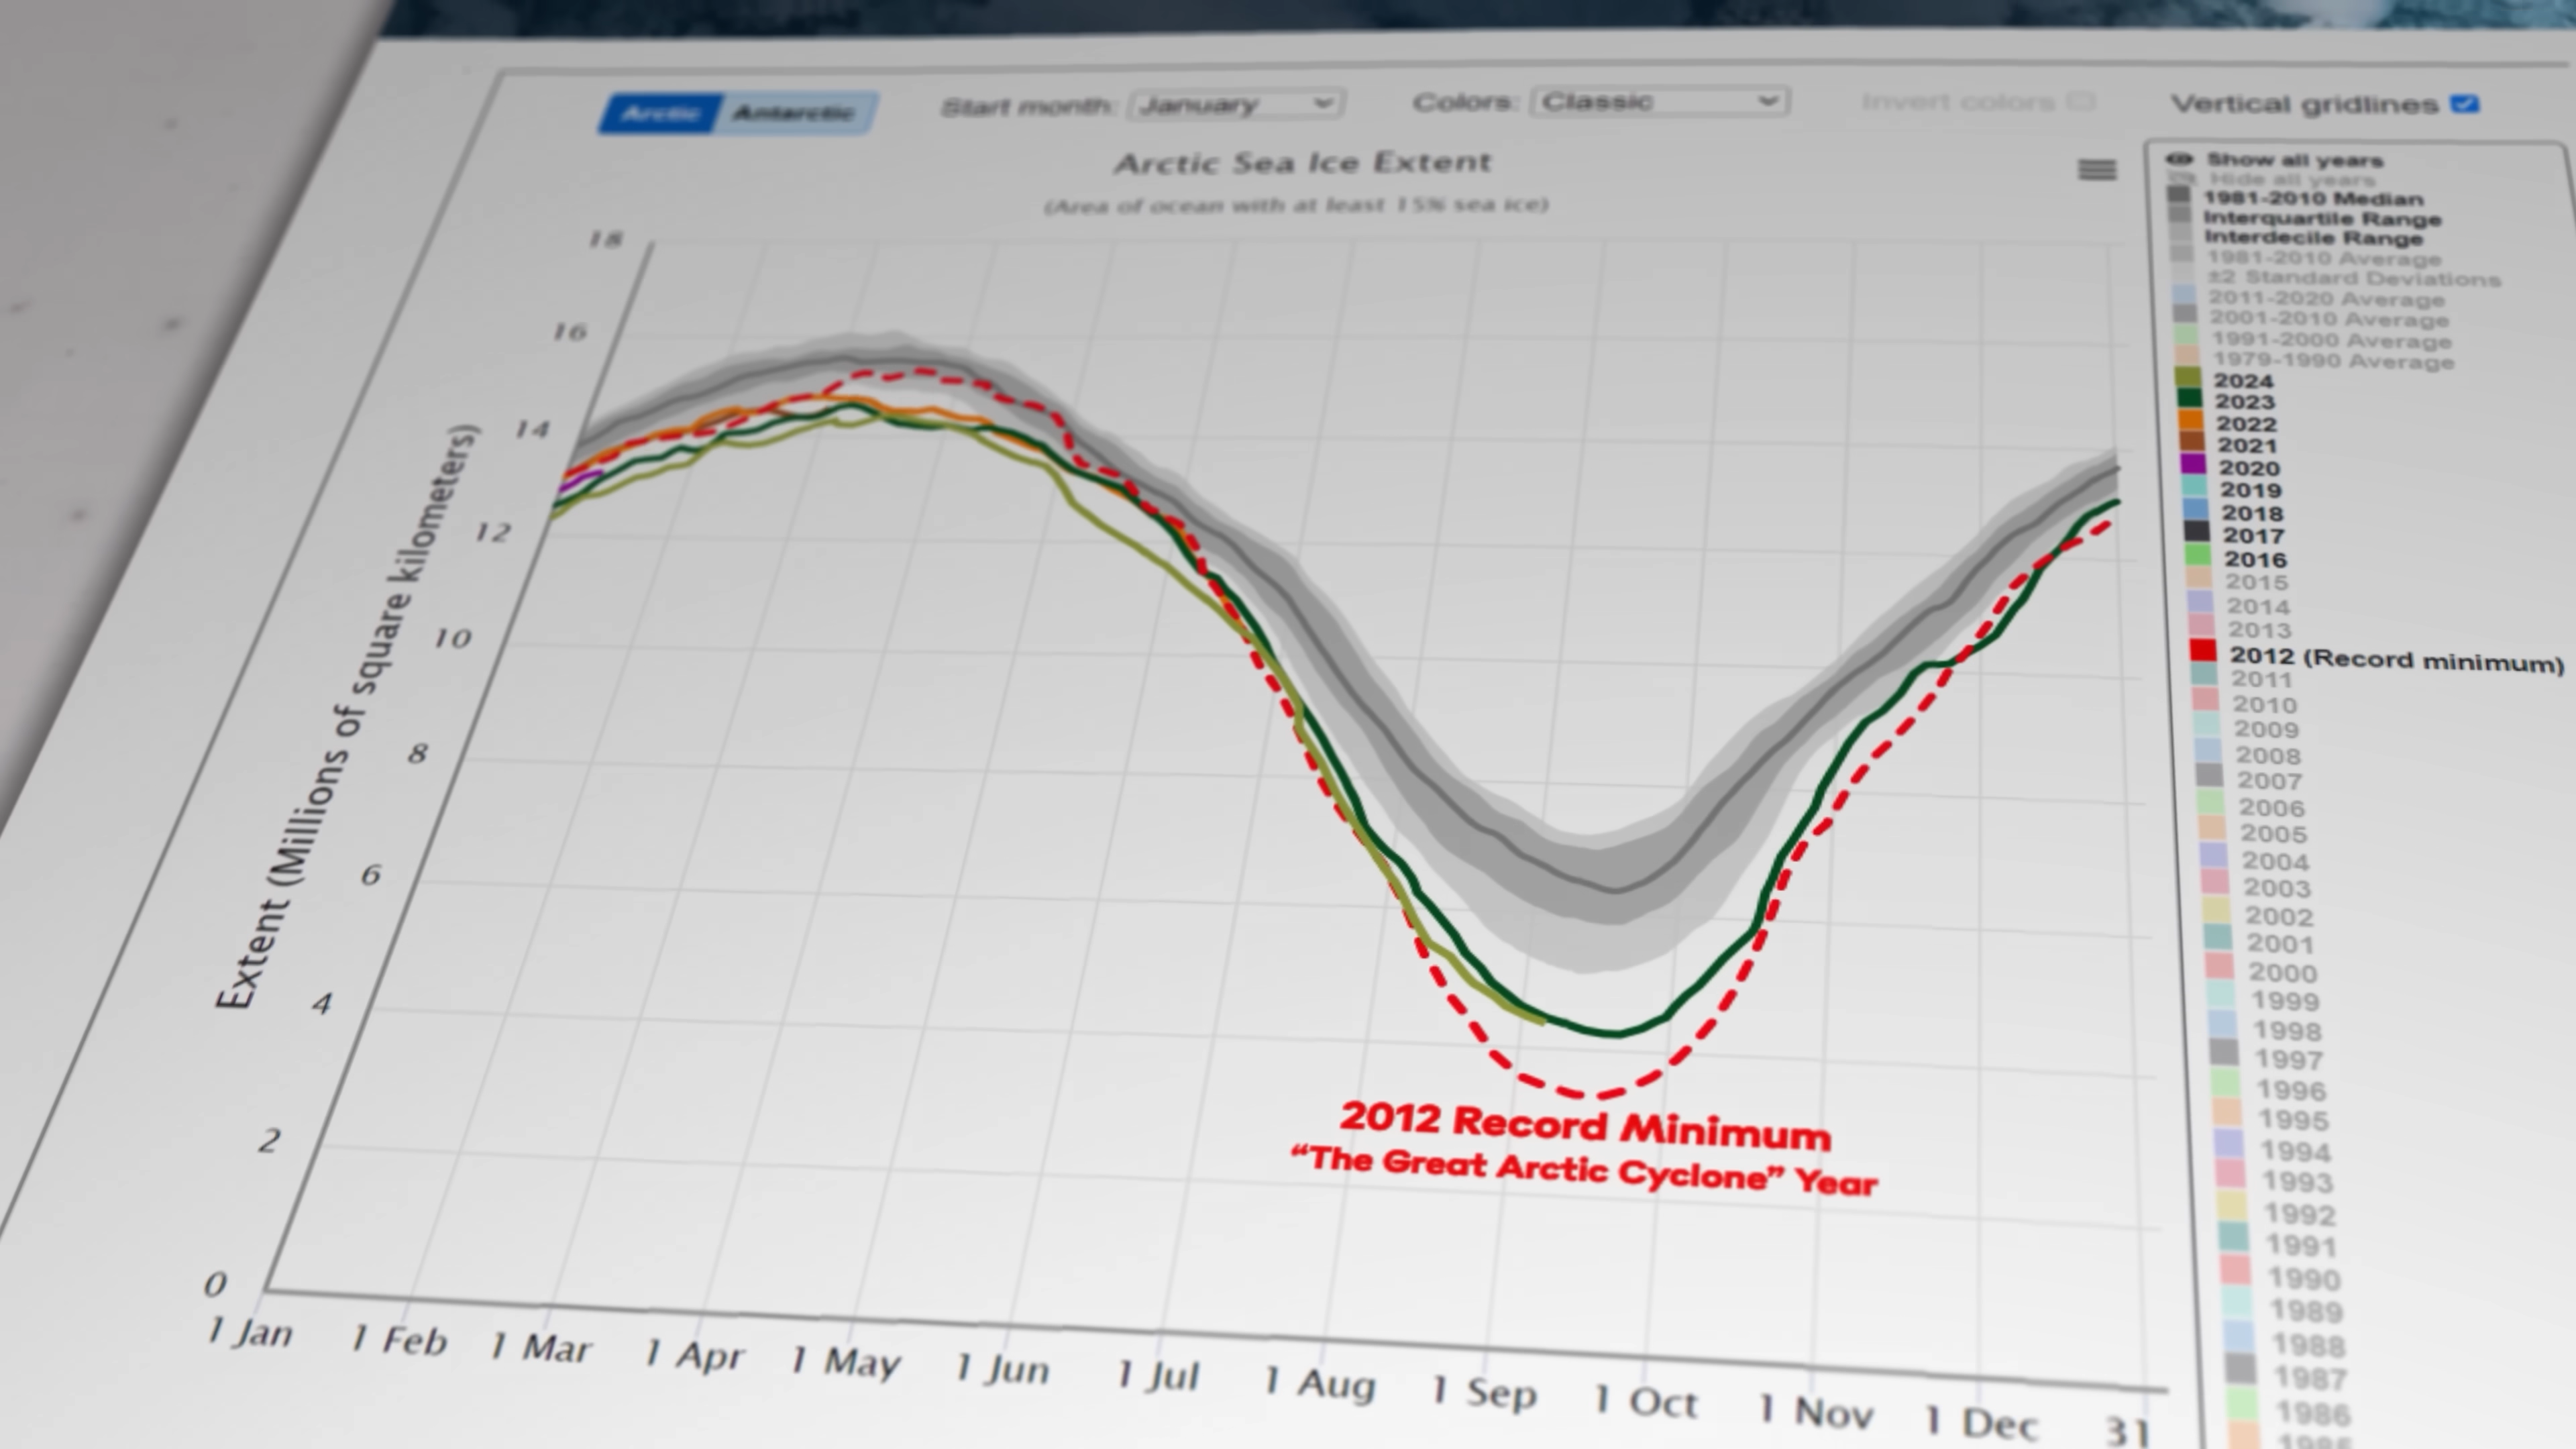 Arctic Antarctic Start month: January Colors: Classic Invert colors Vertical gridlines
Arctic Sea Ice Extent
(Area of ocean with at least 15% sea ice)
Extent (Millions of square kilometers)
18
16
14
12
10
8
6
4
2
0
1 Jan 1 Feb 1 Mar 1 Apr 1 May 1 Jun 1 Jul 1 Aug 1 Sep 1 Oct 1 Nov 1 Dec 31
2012 Record Minimum
“The Great Arctic Cyclone” Year
Show all years
Hide all years
1981-2010 Median
Interquartile Range
Interdecile Range
1981-2010 Average
±2 Standard Deviations
2011-2020 Average
2001-2010 Average
1991-2000 Average
1979-1990 Average
2024
2023
2022
2021
2020
2019
2018
2017
2016
2015
2014
2013
2012 (Record minimum)
2011
2010
2009
2008
2007
2006
2005
2004
2003
2002
2001
2000
1999
1998
1997
1996
1995
1994
1993
1992
1991
1990
1989
1988
1987
1986
1985